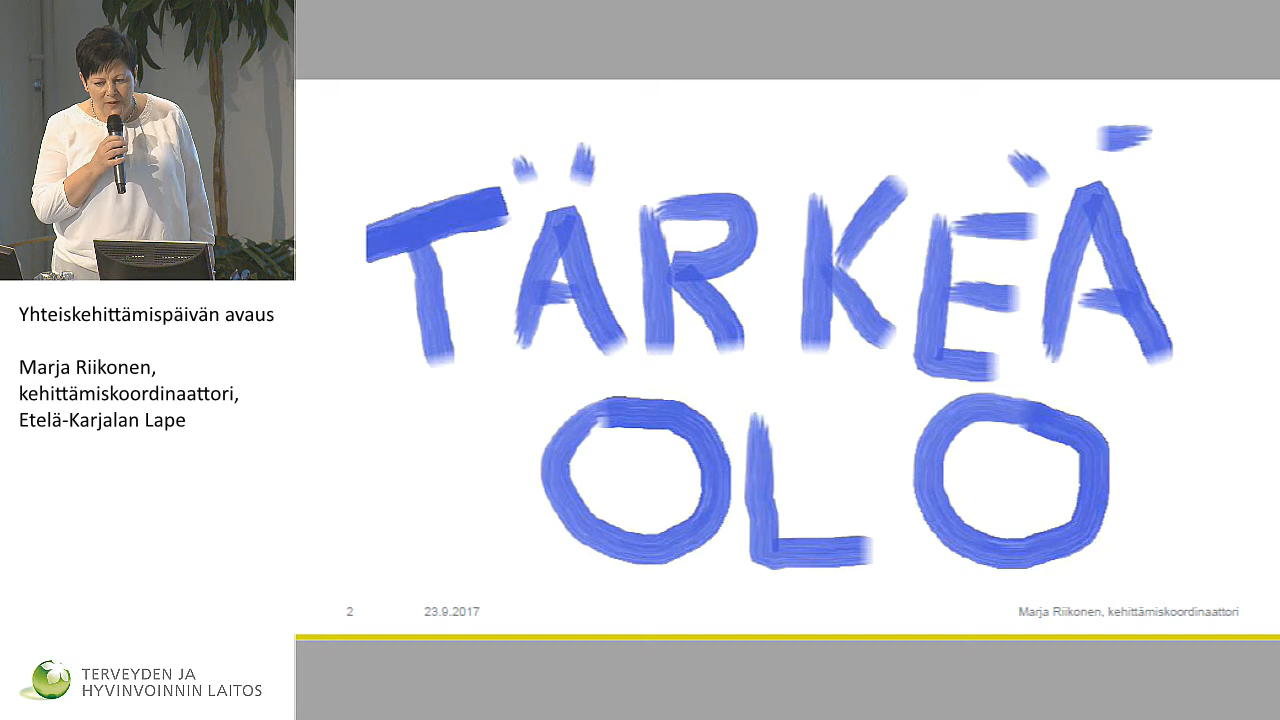 Yhteiskehittämispäivän avaus
Marja Riikonen,
kehittämiskoordinaattori,
Etelä-Karjalan Lape
TERVEYDEN JA
HYVINVOINNIN LAITOS
TÄRKEÄ
OLO
2 23.9.2017 Marja Riikonen, kehittämiskoordinaattori